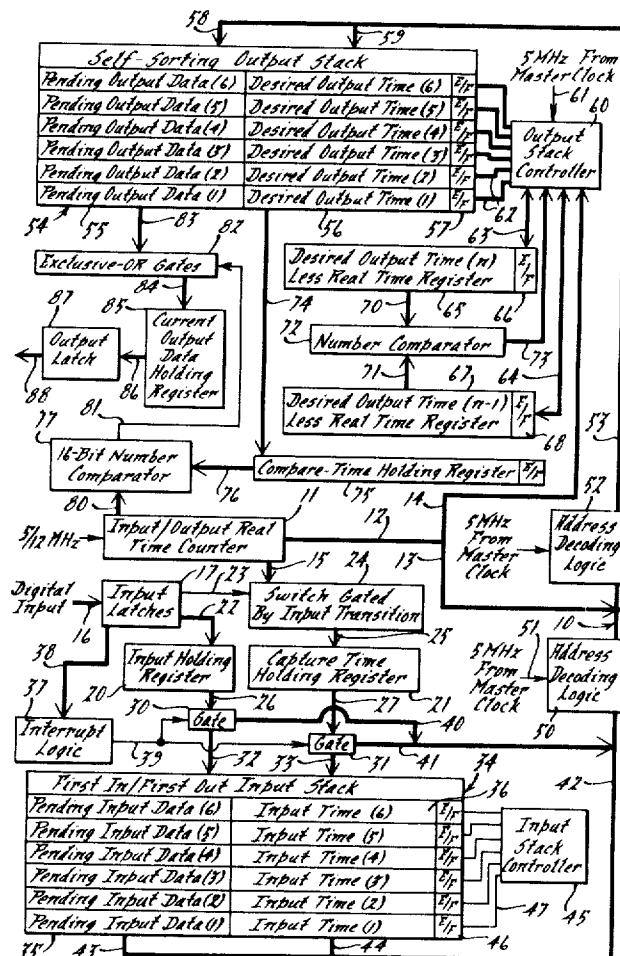 58
59
Self-Sorting Output Stack
Pending Output Data (6) Desired Output Time (6) E/F
Pending Output Data (5) Desired Output Time (5) E/F
Pending Output Data (4) Desired Output Time (4) E/F
Pending Output Data (3) Desired Output Time (3) E/F
Pending Output Data (2) Desired Output Time (2) E/F
Pending Output Data (1) Desired Output Time (1) E/F
5MHz From
Master Clock
61
60
Output
Stack
Controller
54
55
83
56
57
62
82
63
Exclusive-OR Gates
84
74
Desired Output Time (n)
Less Real Time Register
E/F
65
66
87
85
70
72
Output
Latch
Current
Output
Data
Holding
Register
Number Comparator
73
88
86
71
67
64
81
77
Desired Output Time (n-1)
Less Real Time Register
E/F
68
53
16-Bit Number
Comparator
76
Compare-Time Holding Register
E/F
75
14
80
11
52
5/12 MHz
Input/Output Real
Time Counter
12
13
5MHz
From
Master
Clock
Address
Decoding
Logic
15
24
17
23
10
Digital
Input
16
Input
Latches
22
Switch Gated
By Input Transition
25
38
5MHz
From
Master
Clock
51
Address
Decoding
Logic
50
Input Holding
Register
20
Capture Time
Holding Register
21
37
26
27
30
40
Interrupt
Logic
39
Gate
Gate
41
32
33
31
42
34
First In/First Out Input Stack
36
Pending Input Data (6) Input Time (6) E/F
Pending Input Data (5) Input Time (5) E/F
Pending Input Data (4) Input Time (4) E/F
Pending Input Data (3) Input Time (3) E/F
Pending Input Data (2) Input Time (2) E/F
Pending Input Data (1) Input Time (1) E/F
Input
Stack
Controller
47
45
35
43
44
46